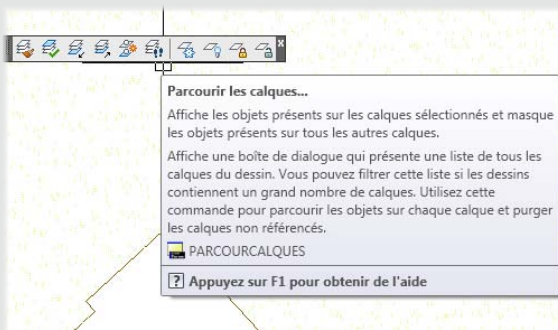 Parcourir les calques...
Affiche les objets présents sur les calques sélectionnés et masque
les objets présents sur tous les autres calques.
Affiche une boîte de dialogue qui présente une liste de tous les
calques du dessin. Vous pouvez filtrer cette liste si les dessins
contiennent un grand nombre de calques. Utilisez cette
commande pour parcourir les objets sur chaque calque et purger
les calques non référencés.
PARCOURCALQUES
? Appuyez sur F1 pour obtenir de l'aide